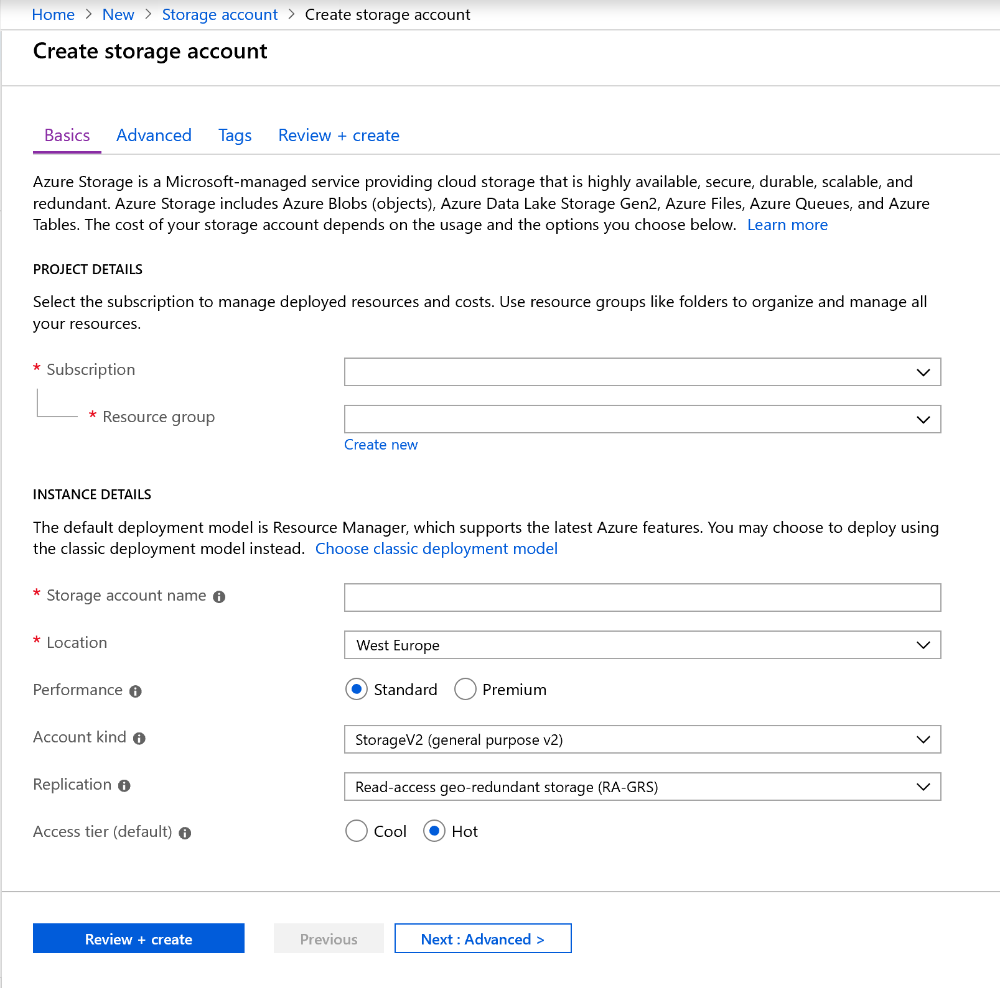 Home > New > Storage account > Create storage account
Create storage account
Basics Advanced Tags Review + create
Azure Storage is a Microsoft-managed service providing cloud storage that is highly available, secure, durable, scalable, and
redundant. Azure Storage includes Azure Blobs (objects), Azure Data Lake Storage Gen2, Azure Files, Azure Queues, and Azure
Tables. The cost of your storage account depends on the usage and the options you choose below. Learn more
PROJECT DETAILS
Select the subscription to manage deployed resources and costs. Use resource groups like folders to organize and manage all
your resources.
* Subscription
* Resource group
Create new
INSTANCE DETAILS
The default deployment model is Resource Manager, which supports the latest Azure features. You may choose to deploy using
the classic deployment model instead. Choose classic deployment model
* Storage account name
* Location West Europe
Performance Standard Premium
Account kind StorageV2 (general purpose v2)
Replication Read-access geo-redundant storage (RA-GRS)
Access tier (default) Cool Hot
Review + create Previous Next : Advanced >